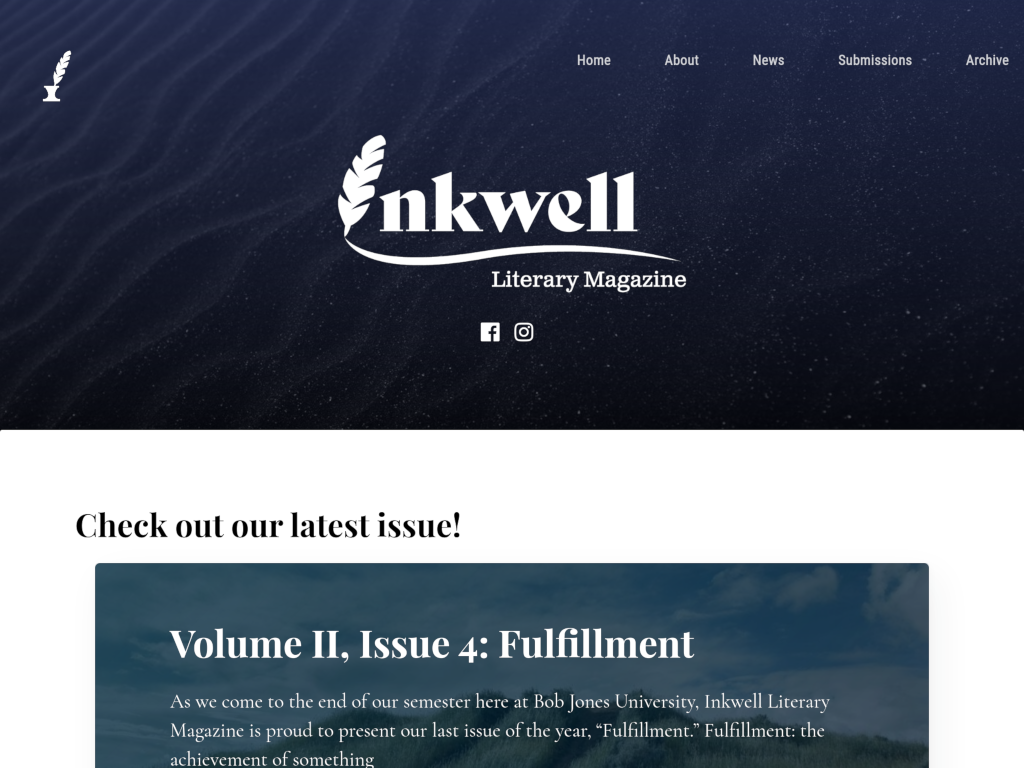 Home About News Submissions Archive
Inkwell
Literary Magazine
Check out our latest issue!
Volume II, Issue 4: Fulfillment
As we come to the end of our semester here at Bob Jones University, Inkwell Literary
Magazine is proud to present our last issue of the year, “Fulfillment.” Fulfillment: the
achievement of something